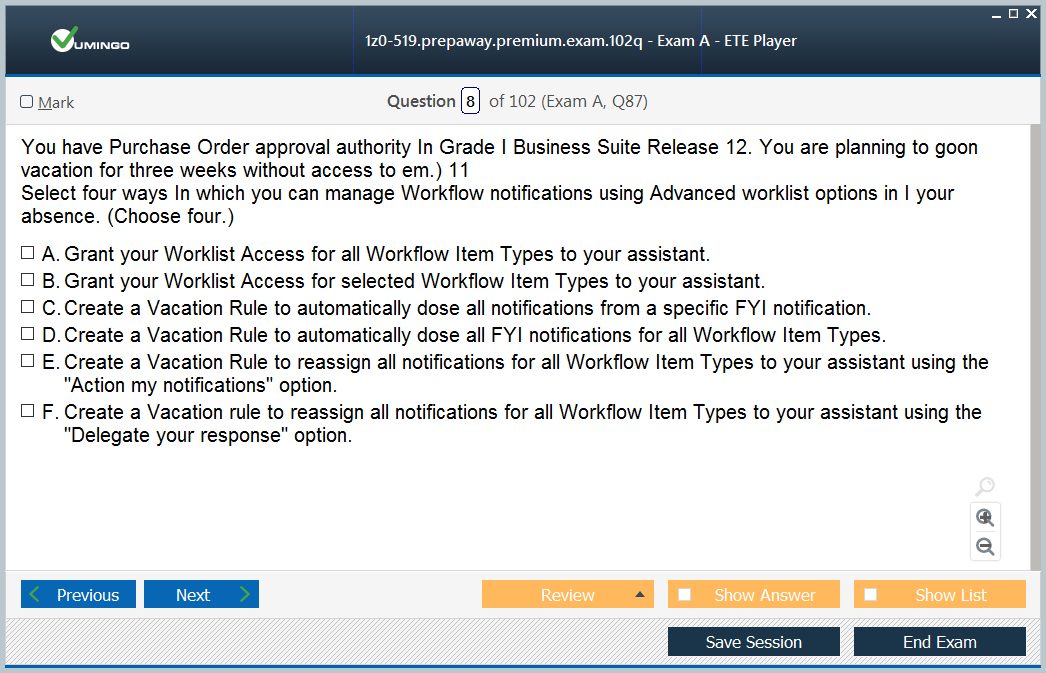 VUMINGO
1z0-519.prepaway.premium.exam.102q - Exam A - ETE Player
Mark
Question 8 of 102 (Exam A, Q87)
You have Purchase Order approval authority In Grade I Business Suite Release 12. You are planning to goon
vacation for three weeks without access to em.) 11
Select four ways In which you can manage Workflow notifications using Advanced worklist options in I your
absence. (Choose four.)
A. Grant your Worklist Access for all Workflow Item Types to your assistant.
B. Grant your Worklist Access for selected Workflow Item Types to your assistant.
C. Create a Vacation Rule to automatically dose all notifications from a specific FYI notification.
D. Create a Vacation Rule to automatically dose all FYI notifications for all Workflow Item Types.
E. Create a Vacation Rule to reassign all notifications for all Workflow Item Types to your assistant using the
"Action my notifications" option.
F. Create a Vacation rule to reassign all notifications for all Workflow Item Types to your assistant using the
"Delegate your response" option.
Previous Next Review Show Answer Show List
Save Session End Exam